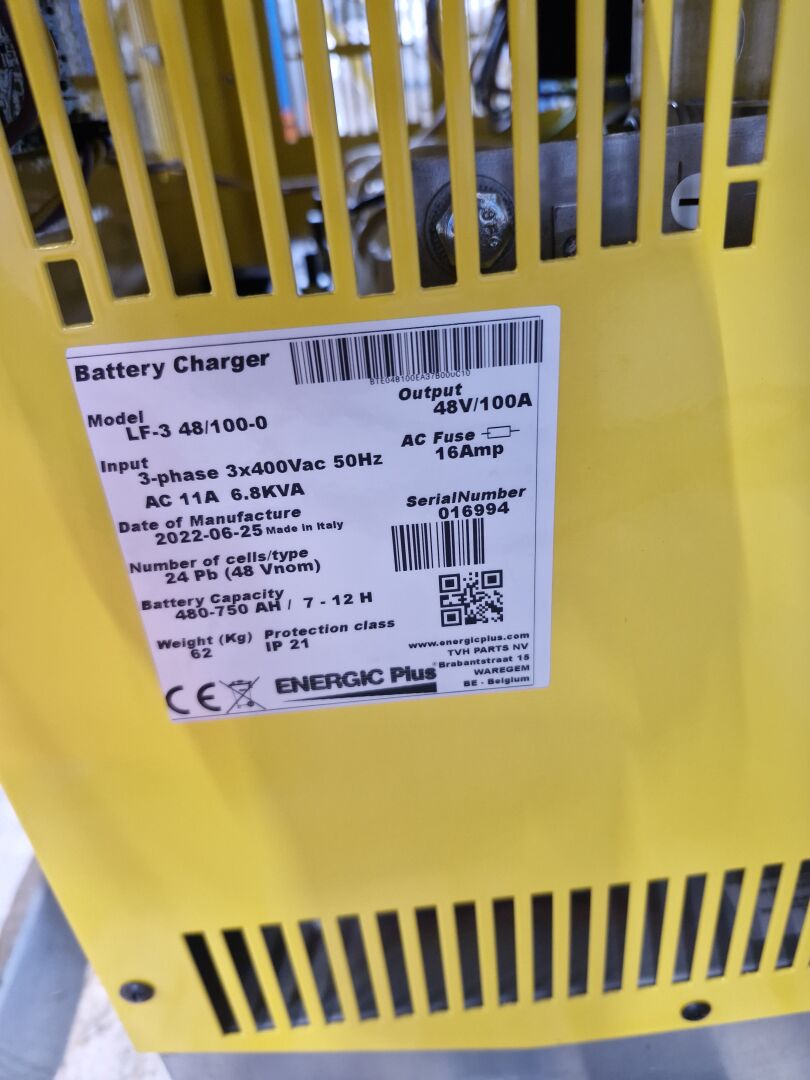 Battery Charger
BTE048100EA37B000C10
Model
LF-3 48/100-0
Output
48V/100A
Input
3-phase 3x400Vac 50Hz
AC 11A 6.8KVA
AC Fuse
16Amp
Date of Manufacture
2022-06-25 Made in Italy
SerialNumber
016994
Number of cells/type
24 Pb (48 Vnom)
Battery Capacity
480-750 AH / 7 - 12 H
Weight (Kg)
62
Protection class
IP 21
www.energicplus.com
TVH PARTS NV
Brabantstraat 15
WAREGEM
BE - Belgium
CE
ENERGIC Plus